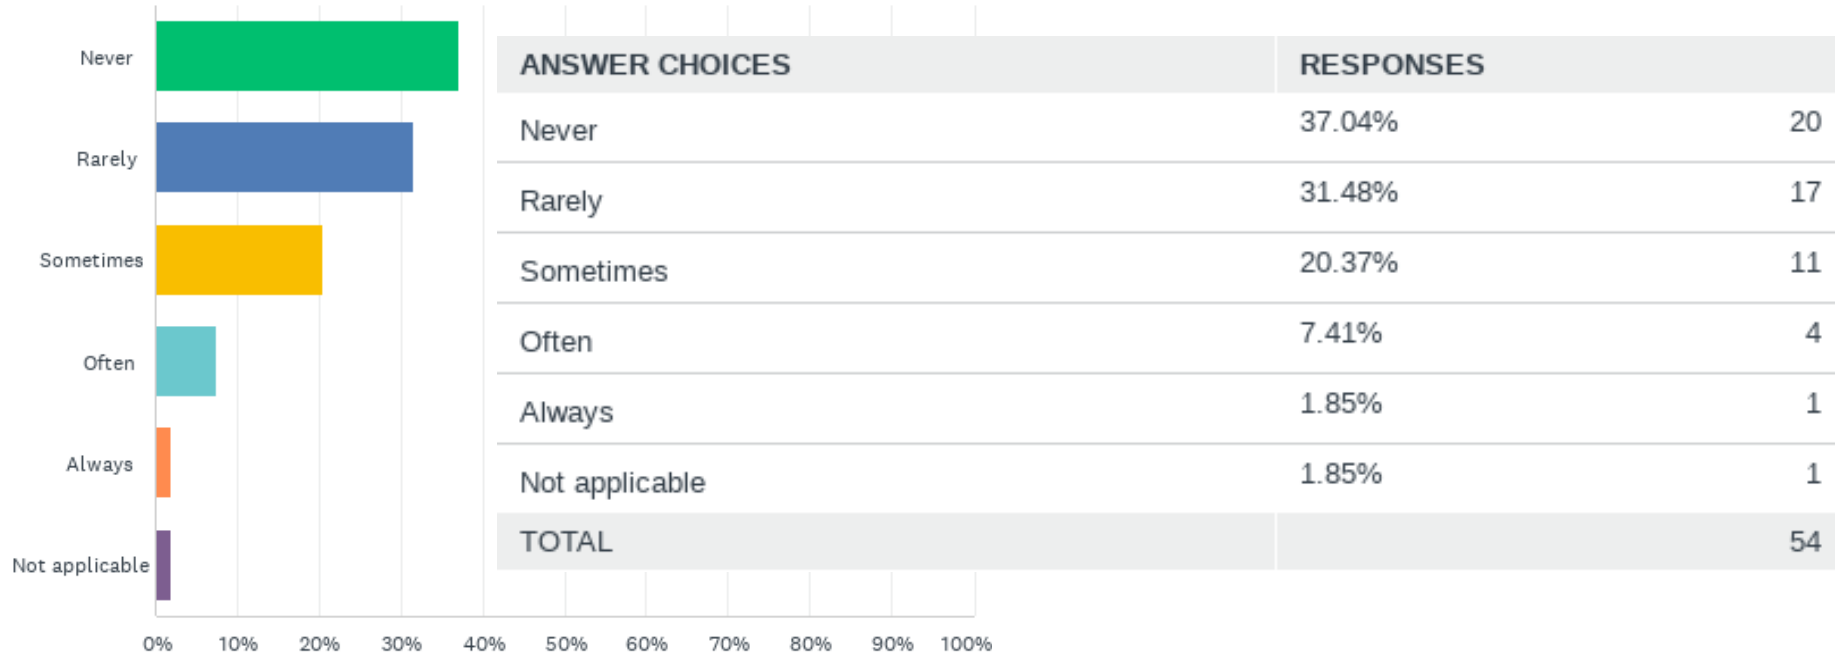 Never
Rarely
Sometimes
Often
Always
Not applicable
0% 10% 20% 30% 40% 50% 60% 70% 80% 90% 100%
ANSWER CHOICES RESPONSES
Never 37.04% 20
Rarely 31.48% 17
Sometimes 20.37% 11
Often 7.41% 4
Always 1.85% 1
Not applicable 1.85% 1
TOTAL 54